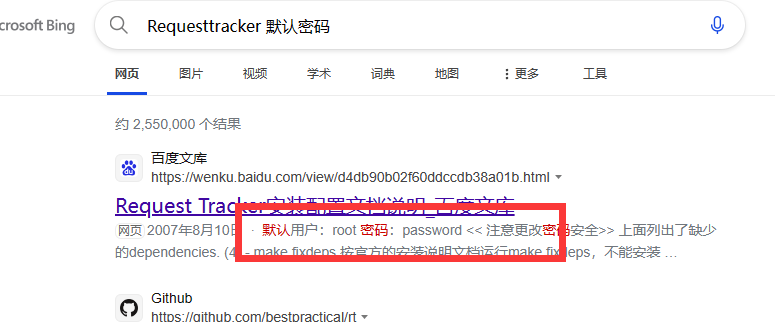 crosoft Bing
Requesttracker 默认密码
网页 图片 视频 学术 词典 地图 更多 工具
约 2,550,000 个结果
百度文库
https://wenku.baidu.com/view/d4db90b02f60ddccdb38a01b.html
Request Tracker安装配置文档说明_百度文库
网页 2007年8月10日 · 默认用户：root 密码：password << 注意更改密码安全>> 上面列出了缺少
的dependencies. (4) - make fixdeps 按官方的安装说明文档运行make fixdeps，不能安装 …
Github
https://github.com/bestpractical/rt